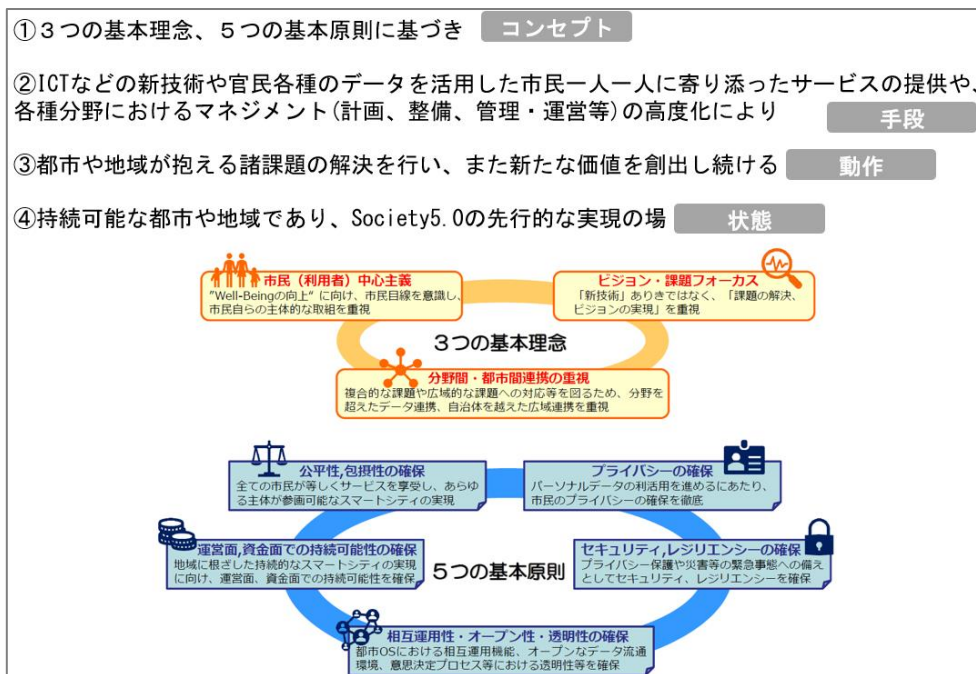 ①３つの基本理念、５つの基本原則に基づき コンセプト
②ICTなどの新技術や官民各種のデータを活用した市民一人一人に寄り添ったサービスの提供や、
各種分野におけるマネジメント(計画、整備、管理・運営等)の高度化により 手段
③都市や地域が抱える諸課題の解決を行い、また新たな価値を創出し続ける 動作
④持続可能な都市や地域であり、Society5.0の先行的な実現の場 状態
市民（利用者）中心主義
"Well-Beingの向上" に向け、市民目線を意識し、
市民自らの主体的な取組を重視
ビジョン・課題フォーカス
「新技術」ありきではなく、「課題の解決、
ビジョンの実現」を重視
３つの基本理念
分野間・都市間連携の重視
複合的な課題や広域的な課題への対応等を図るため、分野を
超えたデータ連携、自治体を越えた広域連携を重視
公平性,包摂性の確保
全ての市民が等しくサービスを享受し、あらゆ
る主体が参画可能なスマートシティの実現
プライバシーの確保
パーソナルデータの利活用を進めるにあたり、
市民のプライバシーの確保を徹底
運営面,資金面での持続可能性の確保
地域に根ざした持続的なスマートシティの実現
に向け、運営面、資金面での持続可能性を確保
セキュリティ,レジリエンシーの確保
プライバシー保護や災害等の緊急事態への備え
としてセキュリティ、レジリエンシーを確保
５つの基本原則
相互運用性・オープン性・透明性の確保
都市OSにおける相互運用機能、オープンなデータ流通
環境、意思決定プロセス等における透明性等を確保